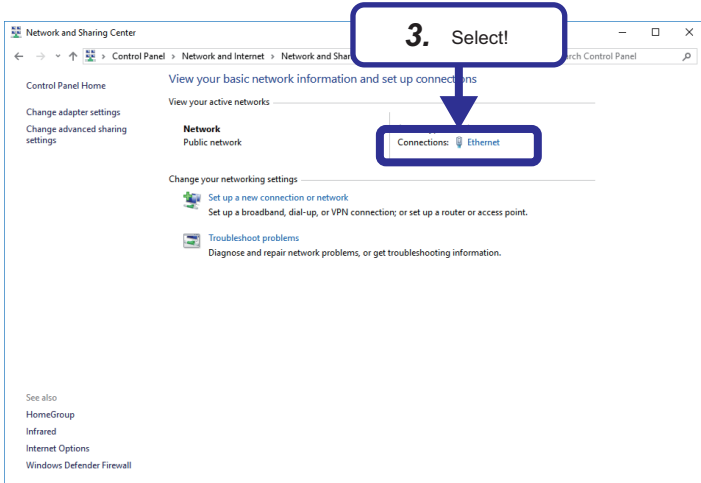 Network and Sharing Center
3. Select!
Control Panel > Network and Internet > Network and Shar
rch Control Panel
Control Panel Home
Change adapter settings
Change advanced sharing
settings
View your basic network information and set up connections
View your active networks
Network
Public network
Connections: Ethernet
Change your networking settings
Set up a new connection or network
Set up a broadband, dial-up, or VPN connection; or set up a router or access point.
Troubleshoot problems
Diagnose and repair network problems, or get troubleshooting information.
See also
HomeGroup
Infrared
Internet Options
Windows Defender Firewall